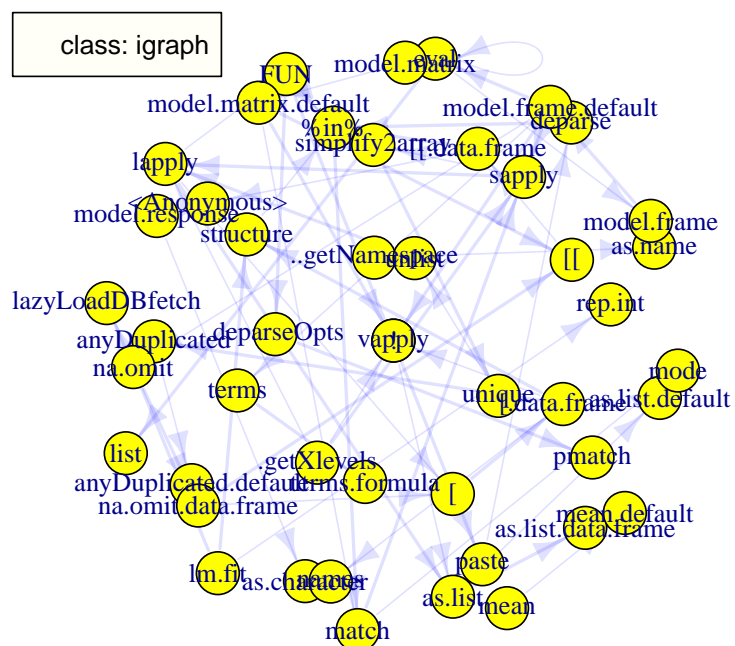 class: igraph
FUN
model.matrix
eval
model.matrix.default
model.frame.default
%in%
deparse
simplify2array
[[.data.frame
lapply
sapply
<Anonymous>
model.response
structure
model.frame
as.name
..getNamespace
unlist
[[
lazyLoadDBfetch
rep.int
anyDuplicated
deparseOpts
vapply
na.omit
mode
terms
unique
[.data.frame
as.list.default
list
.getXlevels
pmatch
anyDuplicated.default
terms.formula
[
na.omit.data.frame
mean.default
as.list.data.frame
paste
lm.fit
as.character
names
as.list
mean
match